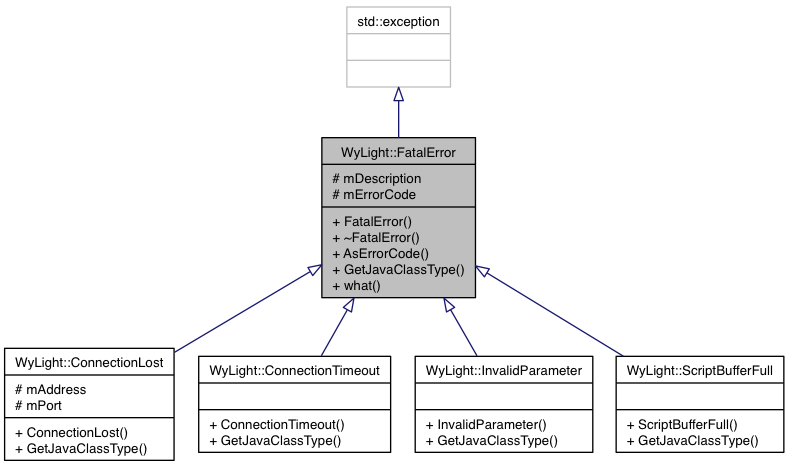 std::exception
WyLight::FatalError
# mDescription
# mErrorCode
+ FatalError()
+ ~FatalError()
+ AsErrorCode()
+ GetJavaClassType()
+ what()
WyLight::ConnectionLost
# mAddress
# mPort
+ ConnectionLost()
+ GetJavaClassType()
WyLight::ConnectionTimeout
+ ConnectionTimeout()
+ GetJavaClassType()
WyLight::InvalidParameter
+ InvalidParameter()
+ GetJavaClassType()
WyLight::ScriptBufferFull
+ ScriptBufferFull()
+ GetJavaClassType()